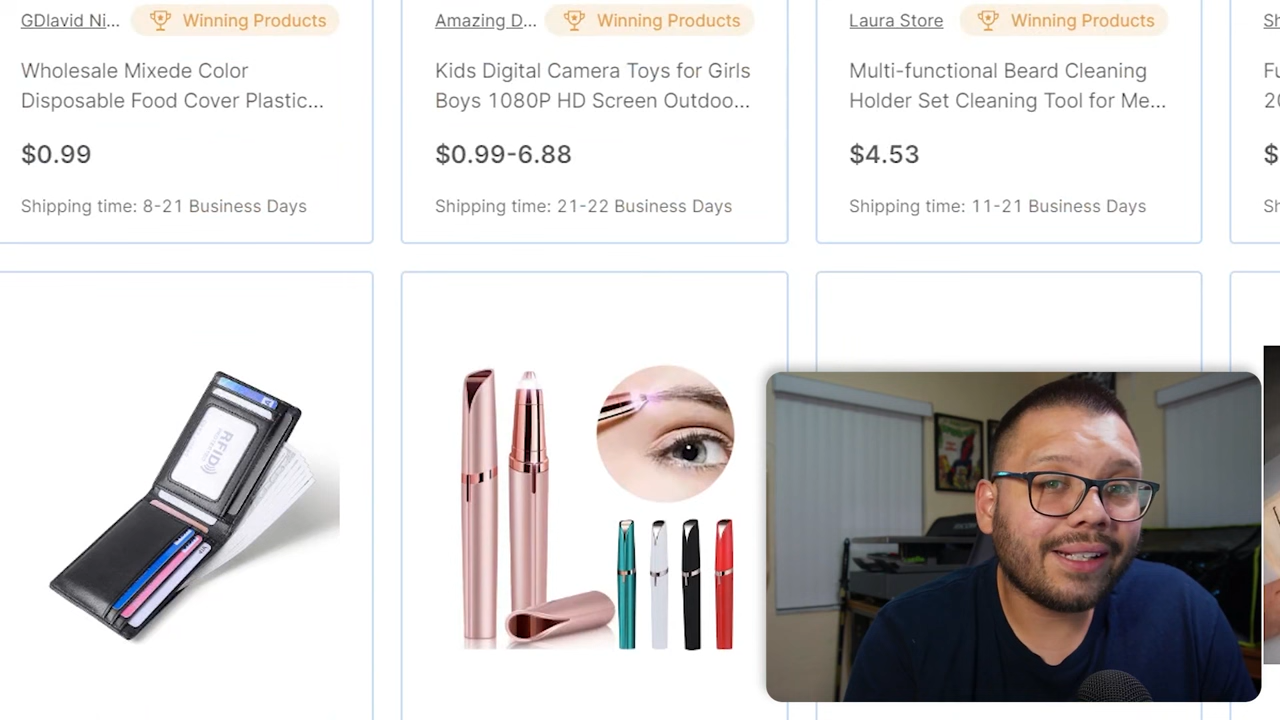 GDlavid Ni... Winning Products
Wholesale Mixede Color
Disposable Food Cover Plastic...
$0.99
Shipping time: 8-21 Business Days
Amazing D... Winning Products
Kids Digital Camera Toys for Girls
Boys 1080P HD Screen Outdoo...
$0.99-6.88
Shipping time: 21-22 Business Days
Laura Store Winning Products
Multi-functional Beard Cleaning
Holder Set Cleaning Tool for Me...
$4.53
Shipping time: 11-21 Business Days
$
RFID